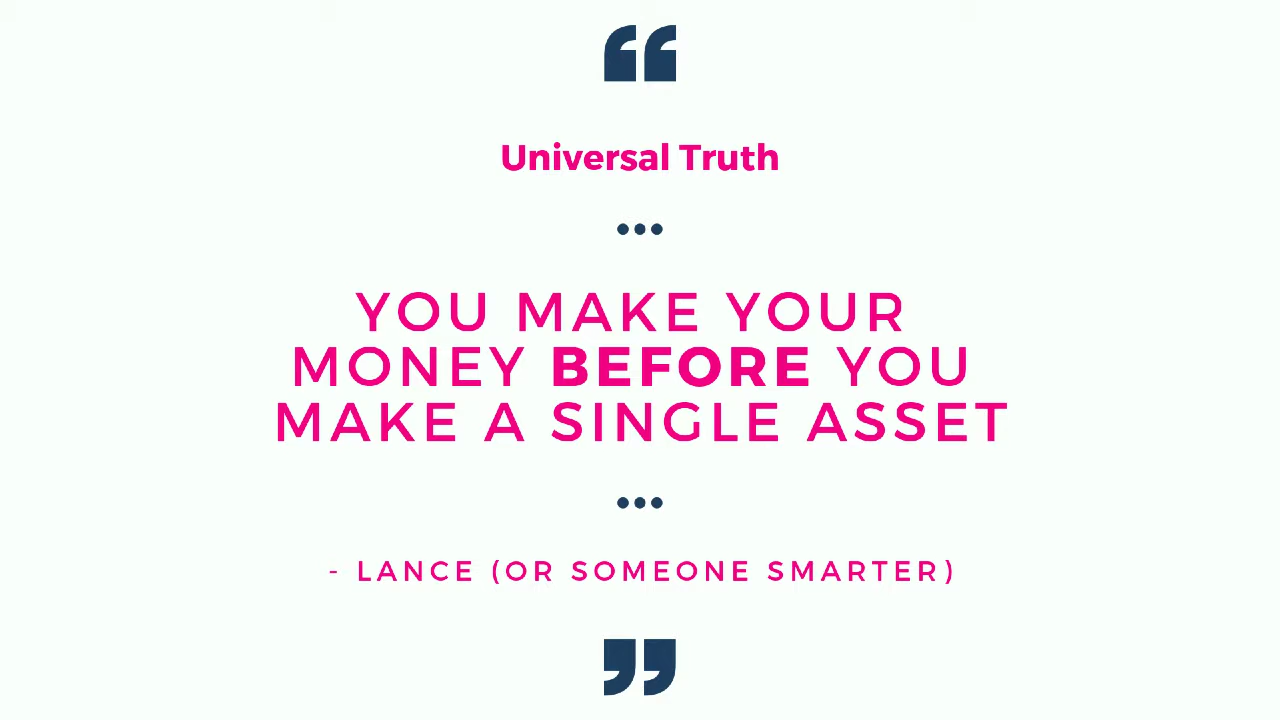 “
Universal Truth
•••
YOU MAKE YOUR
MONEY BEFORE YOU
MAKE A SINGLE ASSET
•••
- LANCE (OR SOMEONE SMARTER)
”